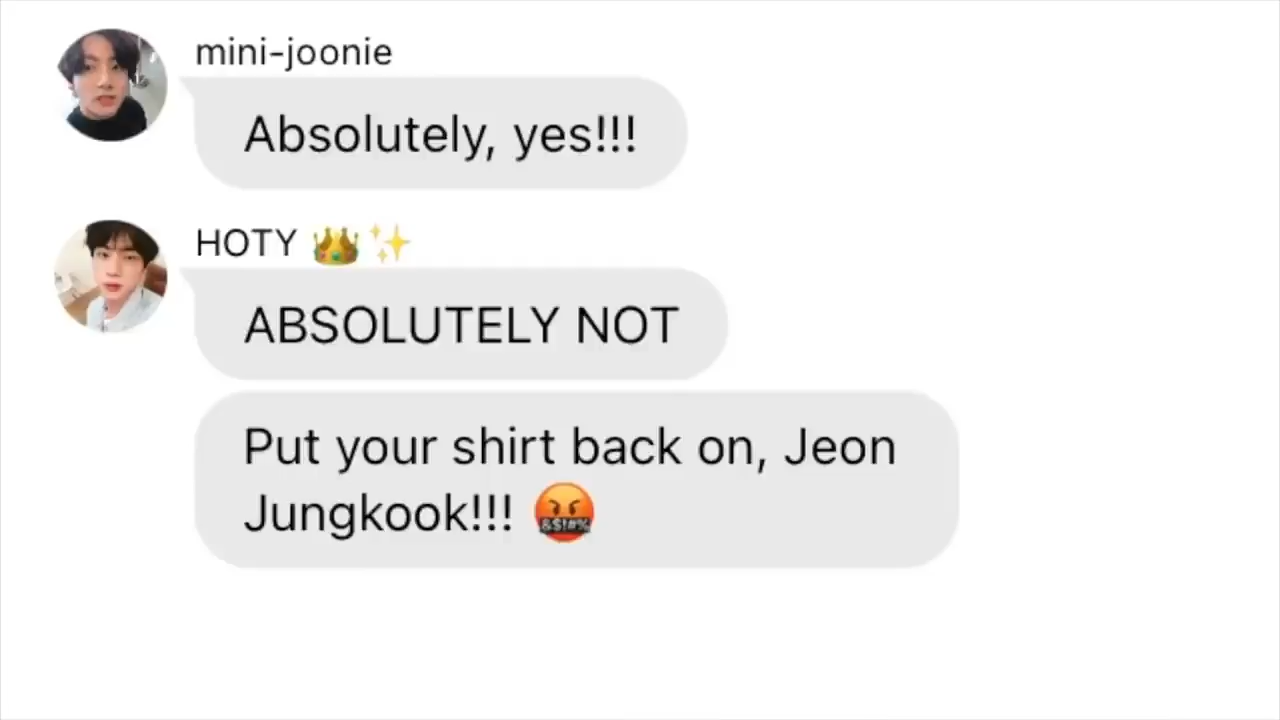 mini-joonie
Absolutely, yes!!!
HOTY 👑✨
ABSOLUTELY NOT
Put your shirt back on, Jeon
Jungkook!!! 🤬